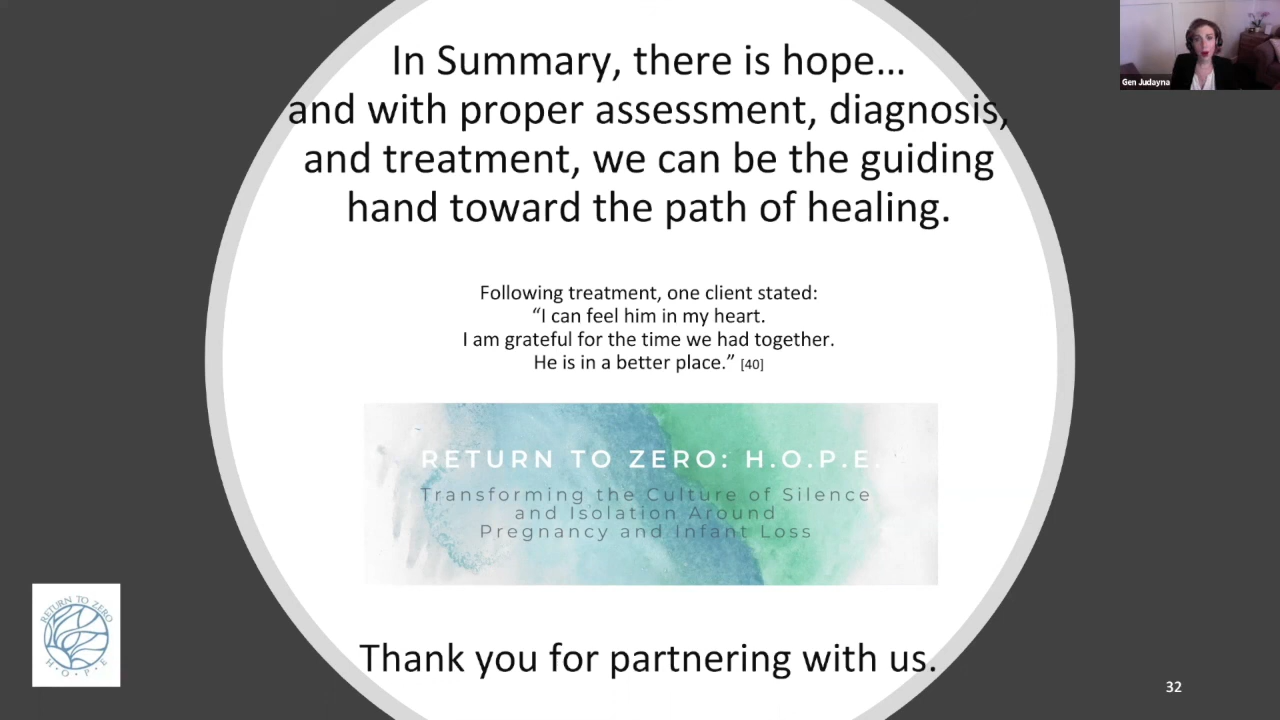 In Summary, there is hope…
and with proper assessment, diagnosis,
and treatment, we can be the guiding
hand toward the path of healing.
Following treatment, one client stated:
“I can feel him in my heart.
I am grateful for the time we had together.
He is in a better place.” [40]
RETURN TO ZERO: H.O.P.E.
Transforming the Culture of Silence
and Isolation Around
Pregnancy and Infant Loss
Thank you for partnering with us.
RETURN TO ZERO
H·O·P·E
32
Gen Judayna